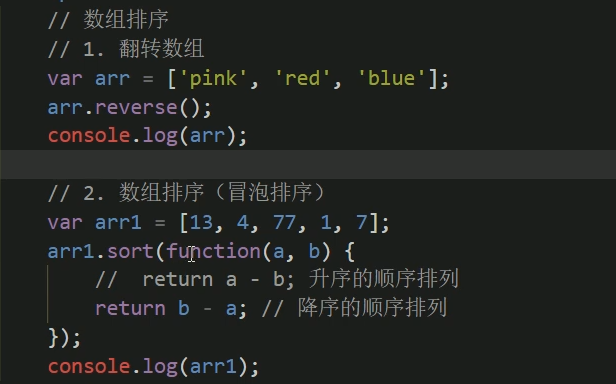 // 数组排序
// 1. 翻转数组
var arr = ['pink', 'red', 'blue'];
arr.reverse();
console.log(arr);
// 2. 数组排序（冒泡排序）
var arr1 = [13, 4, 77, 1, 7];
arr1.sort(function(a, b) {
//  return a - b; 升序的顺序排列
return b - a; // 降序的顺序排列
});
console.log(arr1);